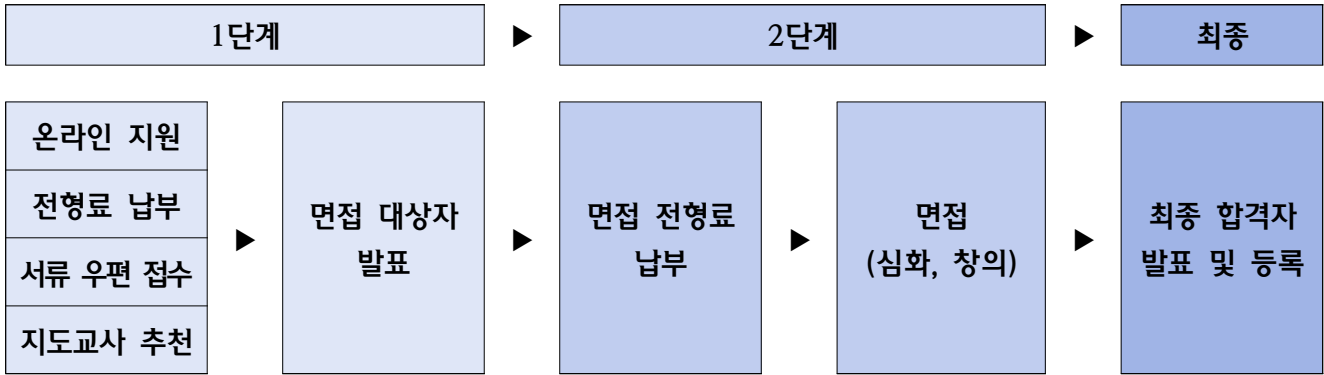 1단계
▶
2단계
▶
최종
온라인 지원
전형료 납부
서류 우편 접수
지도교사 추천
▶
면접 대상자
발표
▶
면접 전형료
납부
▶
면접
(심화, 창의)
▶
최종 합격자
발표 및 등록